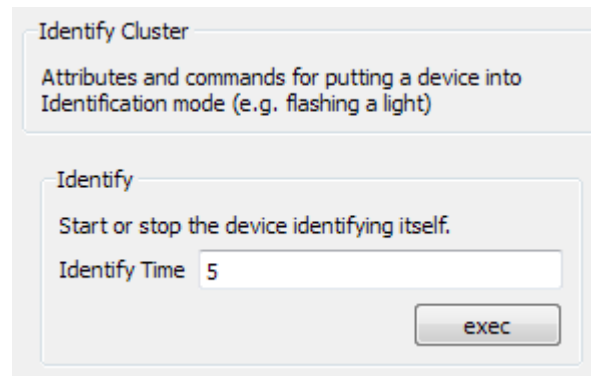 Identify Cluster
Attributes and commands for putting a device into
Identification mode (e.g. flashing a light)
Identify
Start or stop the device identifying itself.
Identify Time 5
exec